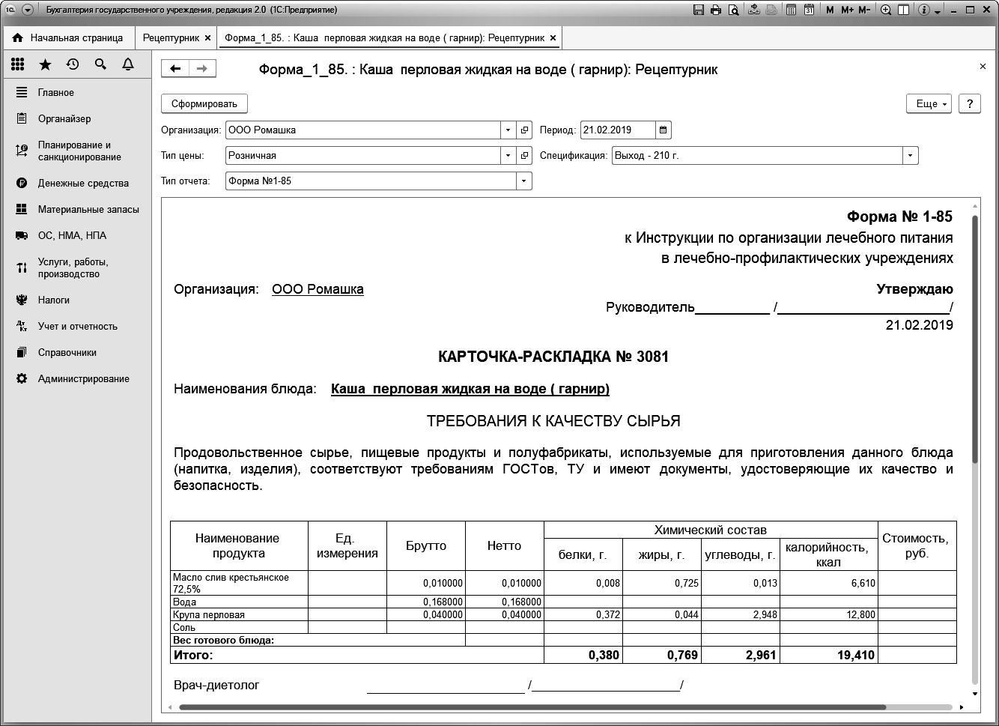 Бухгалтерия государственного учреждения, редакция 2.0 (1С:Предприятие)
M M+ M-
Начальная страница
Рецептурник ×
Форма_1_85. : Каша  перловая жидкая на воде ( гарнир): Рецептурник ×
Форма_1_85. : Каша  перловая жидкая на воде ( гарнир): Рецептурник
Главное
Органайзер
Планирование и
санкционирование
Денежные средства
Материальные запасы
ОС, НМА, НПА
Услуги, работы,
производство
Налоги
Учет и отчетность
Справочники
Администрирование
Сформировать
Еще
?
Организация: ООО Ромашка
Период: 21.02.2019
Тип цены: Розничная
Спецификация: Выход - 210 г.
Тип отчета: Форма №1-85
Форма № 1-85
к Инструкции по организации лечебного питания
в лечебно-профилактических учреждениях
Организация: ООО Ромашка
Утверждаю
Руководитель__________ /_______________________/
21.02.2019
КАРТОЧКА-РАСКЛАДКА № 3081
Наименования блюда: Каша  перловая жидкая на воде ( гарнир)
ТРЕБОВАНИЯ К КАЧЕСТВУ СЫРЬЯ
Продовольственное сырье, пищевые продукты и полуфабрикаты, используемые для приготовления данного блюда
(напитка, изделия), соответствуют требованиям ГОСТов, ТУ и имеют документы, удостоверяющие их качество и
безопасность.
Наименование
продукта
Ед.
измерения
Брутто
Нетто
Химический состав
белки, г.
жиры, г.
углеводы, г.
калорийность,
ккал
Стоимость,
руб.
Масло слив крестьянское
72,5%
0,010000 0,010000 0,008 0,725 0,013 6,610
Вода 0,168000 0,168000
Крупа перловая 0,040000 0,040000 0,372 0,044 2,948 12,800
Соль
Вес готового блюда:
Итого: 0,380 0,769 2,961 19,410
Врач-диетолог _____________________ /____________________/